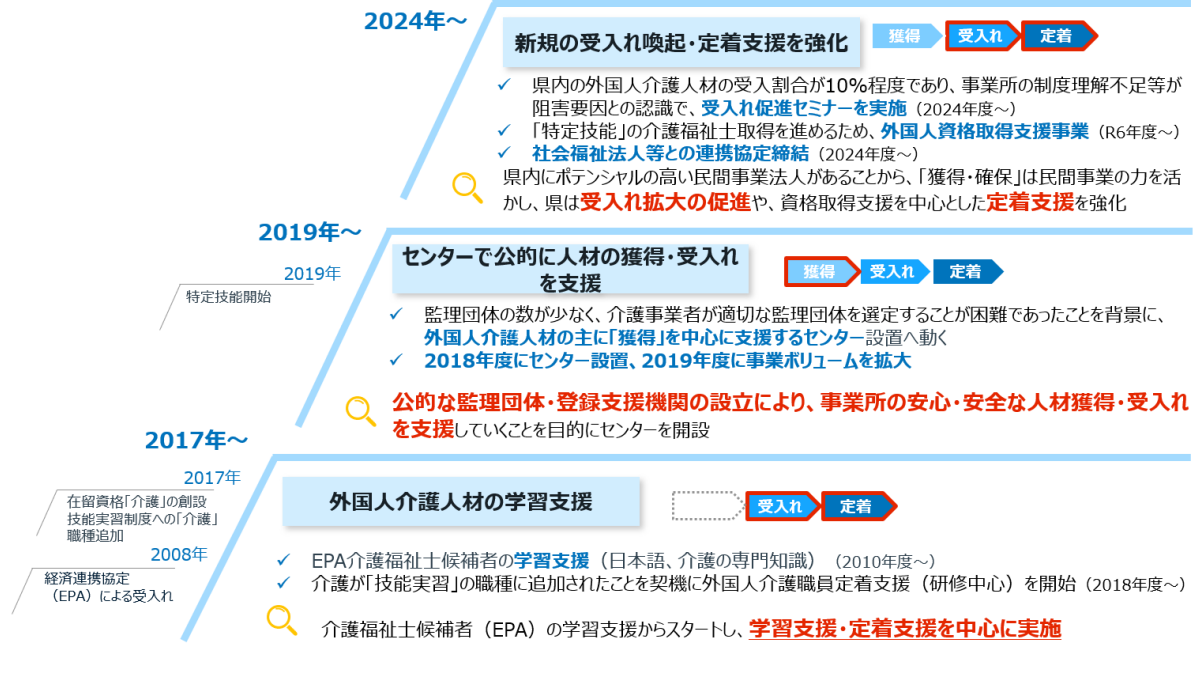 2024年～
新規の受入れ喚起・定着支援を強化
獲得
受入れ
定着
✓ 県内の外国人介護人材の受入割合が10%程度であり、事業所の制度理解不足等が
阻害要因との認識で、受入れ促進セミナーを実施（2024年度～）
✓ 「特定技能」の介護福祉士取得を進めるため、外国人資格取得支援事業（R6年度～）
✓ 社会福祉法人等との連携協定締結（2024年度～）
県内にポテンシャルの高い民間事業法人があることから、「獲得・確保」は民間事業の力を活
かし、県は受入れ拡大の促進や、資格取得支援を中心とした定着支援を強化
2019年～
2019年
特定技能開始
センターで公的に人材の獲得・受入れ
を支援
獲得
受入れ
定着
✓ 監理団体の数が少なく、介護事業者が適切な監理団体を選定することが困難であったことを背景に、
外国人介護人材の主に「獲得」を中心に支援するセンター設置へ動く
✓ 2018年度にセンター設置、2019年度に事業ボリュームを拡大
公的な監理団体・登録支援機関の設立により、事業所の安心・安全な人材獲得・受入れ
を支援していくことを目的にセンターを開設
2017年～
2017年
在留資格「介護」の創設
技能実習制度への「介護」
職種追加
2008年
経済連携協定
（EPA）による受入れ
外国人介護人材の学習支援
受入れ
定着
✓ EPA介護福祉士候補者の学習支援（日本語、介護の専門知識）（2010年度～）
✓ 介護が「技能実習」の職種に追加されたことを契機に外国人介護職員定着支援（研修中心）を開始（2018年度～）
介護福祉士候補者（EPA）の学習支援からスタートし、学習支援・定着支援を中心に実施